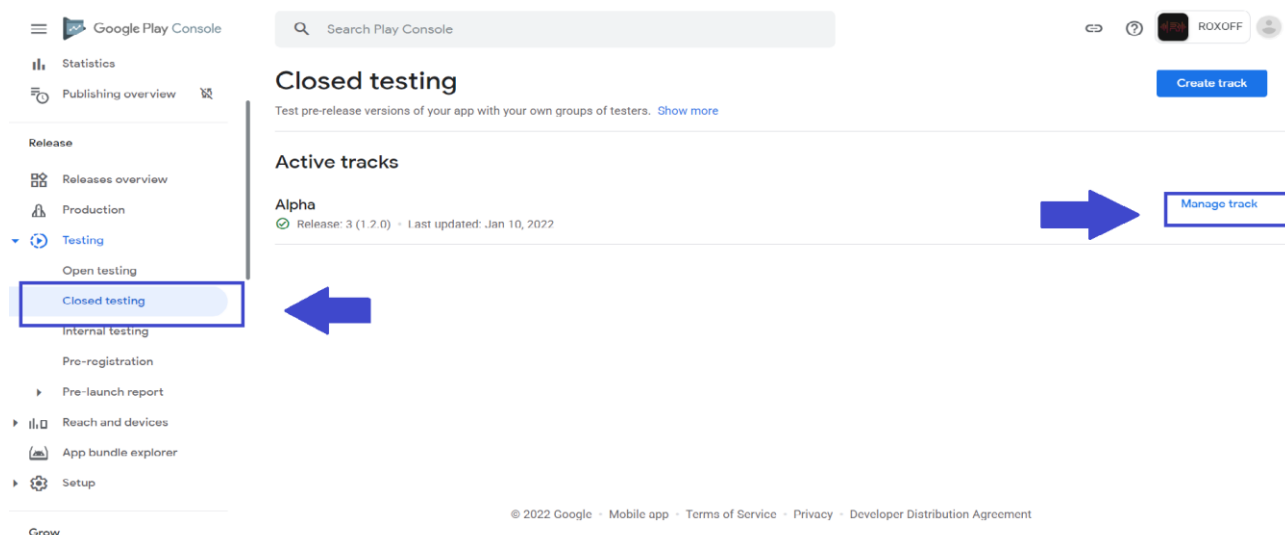 Google Play Console
Search Play Console
ROXOFF
Statistics
Publishing overview
Release
Releases overview
Production
Testing
Open testing
Closed testing
Internal testing
Pre-registration
Pre-launch report
Reach and devices
App bundle explorer
Setup
Grow
Closed testing
Create track
Test pre-release versions of your app with your own groups of testers. Show more
Active tracks
Alpha
Manage track
Release: 3 (1.2.0) • Last updated: Jan 10, 2022
© 2022 Google • Mobile app • Terms of Service • Privacy • Developer Distribution Agreement